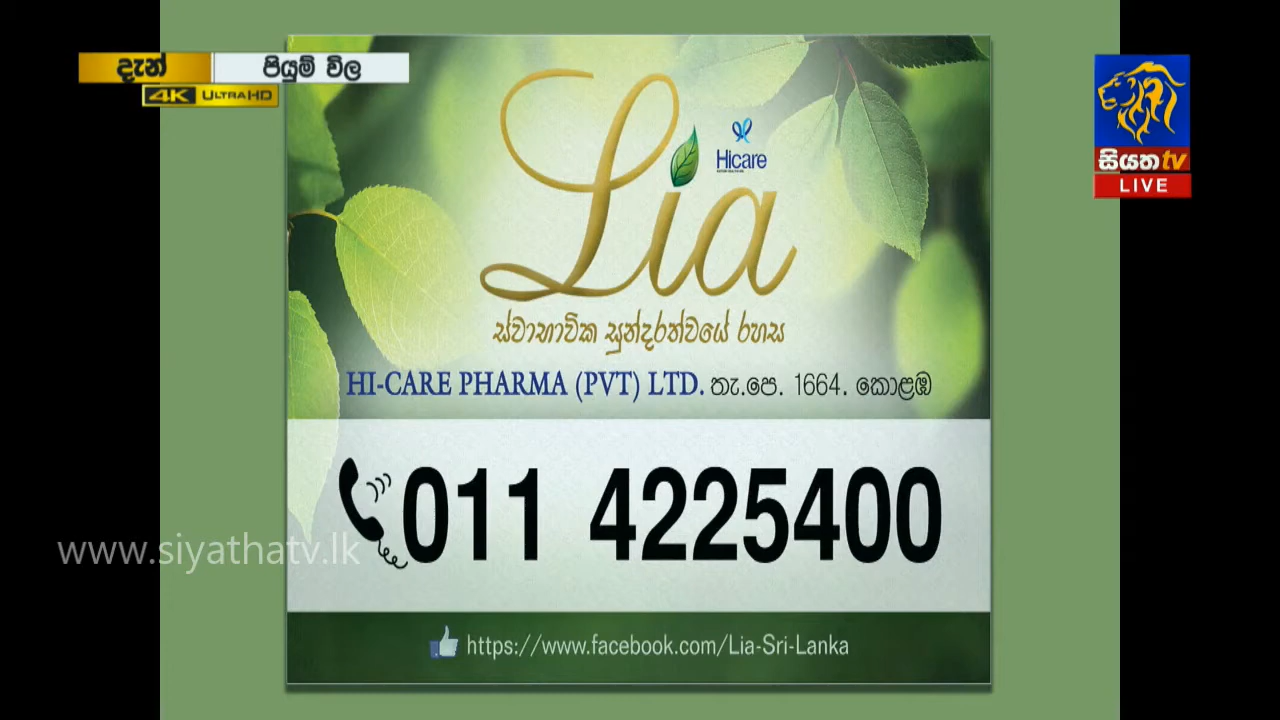 දැන් පියුම් විල
4K ULTRA HD
සියත tv
LIVE
Lia
Hicare
ස්වාභාවික සුන්දරත්වයේ රහස
HI-CARE PHARMA (PVT) LTD. තැ.පෙ. 1664. කොළඹ
011 4225400
www.siyathatv.lk
https://www.facebook.com/Lia-Sri-Lanka